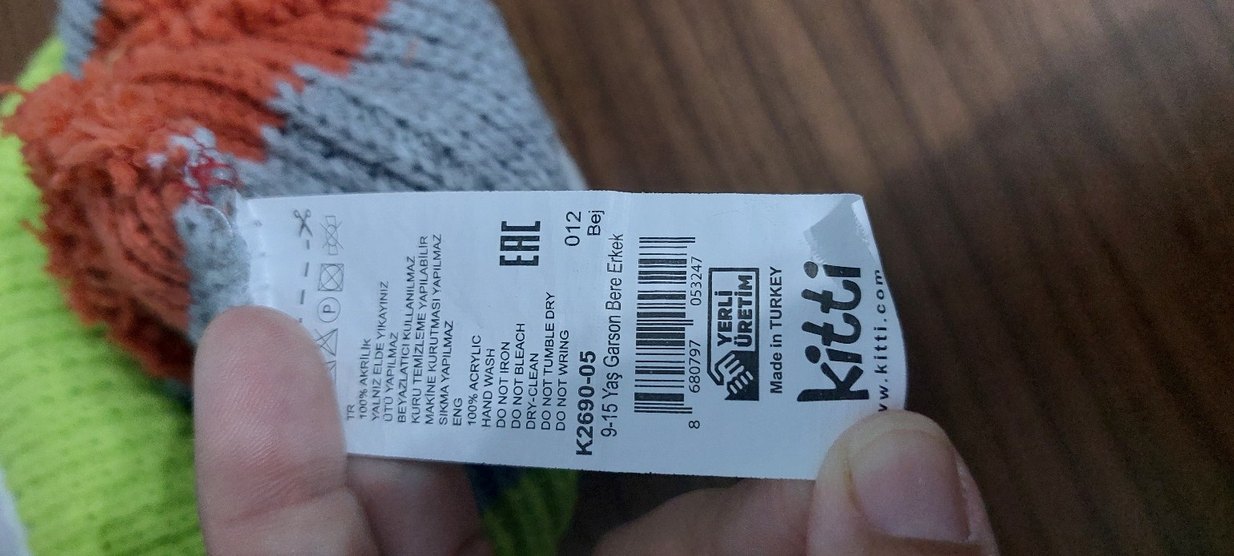 TR
100% AKRİLİK
YALNIZ ELDE YIKAYINIZ
ÜTÜ YAPILMAZ
BEYAZLATICI KULLANILMAZ
KURU TEMİZLEME YAPILABİLİR
MAKİNE KURUTMASI YAPILMAZ
SIKMA YAPILMAZ
ENG
100% ACRYLIC
HAND WASH
DO NOT IRON
DO NOT BLEACH
DRY-CLEAN
DO NOT TUMBLE DRY
DO NOT WRING
EAC
K2690-05 012
9-15 Yaş Garson Bere Erkek Bej
8 680797 053247
YERLİ
ÜRETİM
Made in TURKEY
kitti
www.kitti.com